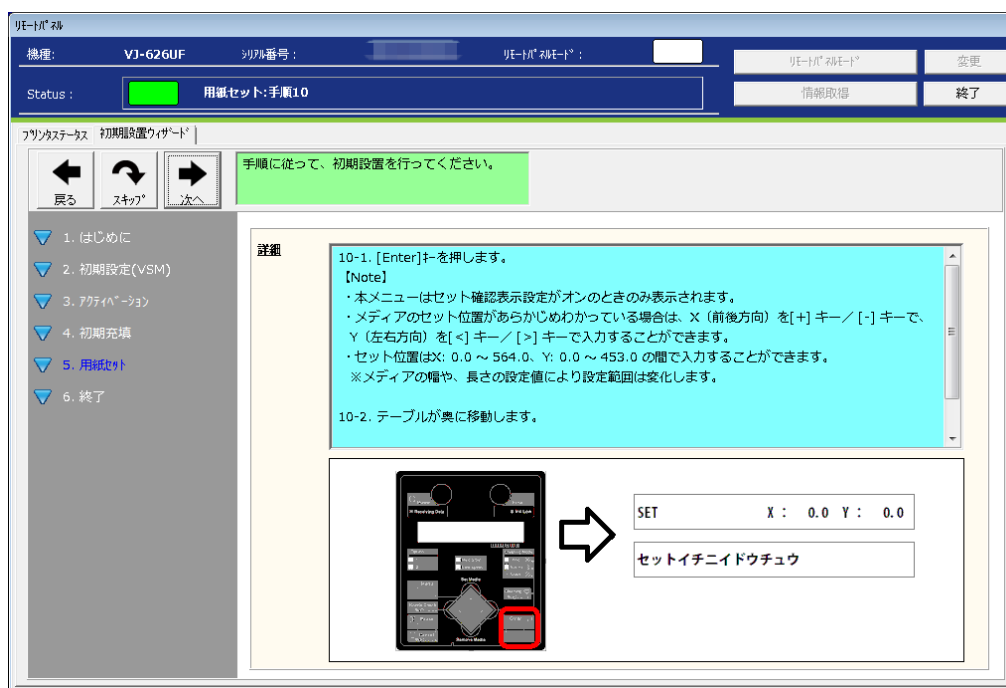 リモートパネル
機種: VJ-626UF シリアル番号: リモートパネルモード:
リモートパネルモード 変更
Status : 用紙セット:手順10
情報取得 終了
プリンタステータス 初期設置ウィザード
戻る スキップ 次へ
手順に従って、初期設置を行ってください。
1. はじめに
2. 初期設定(VSM)
3. アクティベーション
4. 初期充填
5. 用紙セット
6. 終了
詳細
10-1. [Enter]キーを押します。
【Note】
・本メニューはセット確認表示設定がオンのときのみ表示されます。
・メディアのセット位置があらかじめわかっている場合は、X（前後方向）を[+] キー／ [-] キーで、
Y（左右方向）を[<] キー／ [>] キーで入力することができます。
・セット位置はX: 0.0 ～ 564.0、Y: 0.0 ～ 453.0 の間で入力することができます。
※メディアの幅や、長さの設定値により設定範囲は変化します。
10-2. テーブルが奥に移動します。
SET X : 0.0 Y : 0.0
セットイチニイドウチュウ